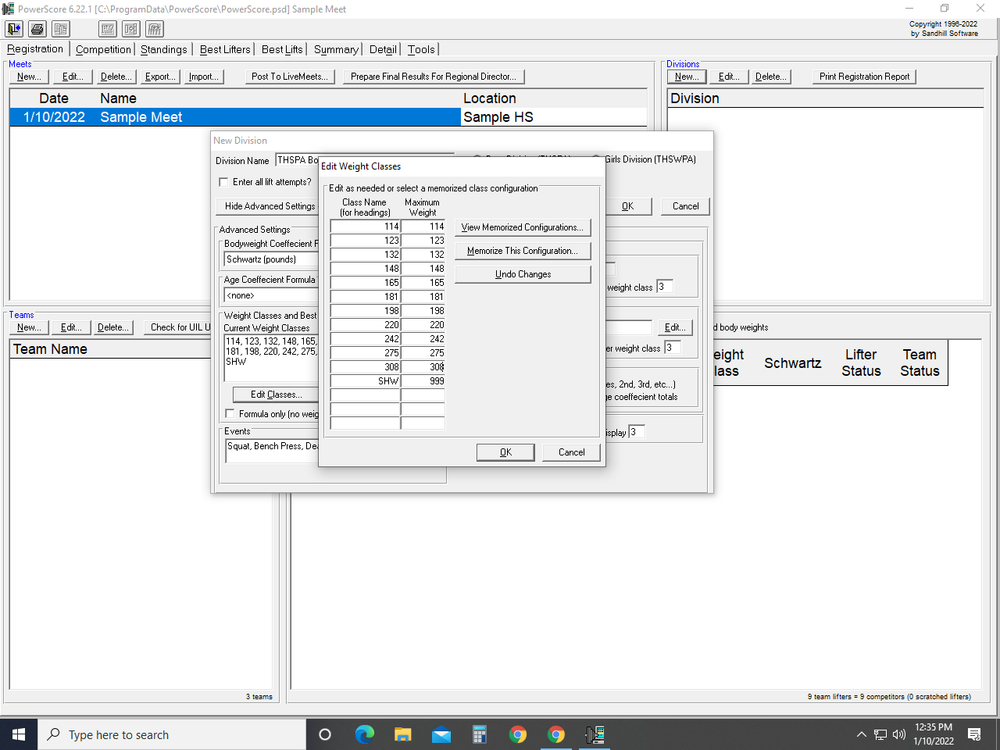 PowerScore 6.22.1 [C:\ProgramData\PowerScore\PowerScore.psd] Sample Meet
Copyright 1996-2022
by Sandhill Software
Registration Competition Standings Best Lifters Best Lifts Summary Detail Tools
Meets
New... Edit... Delete... Export... Import... Post To LiveMeets... Prepare Final Results For Regional Director...
Date Name Location
1/10/2022 Sample Meet Sample HS
Divisions
New... Edit... Delete... Print Registration Report
Division
New Division
Division Name THSPA Bo
Girls Division (THSWPA)
Enter all lift attempts?
Hide Advanced Settings
OK Cancel
Advanced Settings
Bodyweight Coeffecient F
Schwartz (pounds)
Age Coeffecient Formula
<none>
Weight Classes and Best
Current Weight Classes
114, 123, 132, 148, 165,
181, 198, 220, 242, 275,
SHW
Edit Classes...
Formula only (no weig
Events
Squat, Bench Press, Dea
weight class 3
Edit...
er weight class 3
es, 2nd, 3rd, etc...)
ge coeffecient totals
isplay 3
Edit Weight Classes
Edit as needed or select a memorized class configuration
Class Name
(for headings)
Maximum
Weight
114 114
123 123
132 132
148 148
165 165
181 181
198 198
220 220
242 242
275 275
308 308
SHW 999
View Memorized Configurations...
Memorize This Configuration...
Undo Changes
OK Cancel
Teams
New... Edit... Delete... Check for UIL U
Team Name
3 teams
d body weights
eight
lass
Schwartz
Lifter
Status
Team
Status
9 team lifters = 9 competitors (0 scratched lifters)
Type here to search
12:35 PM
1/10/2022